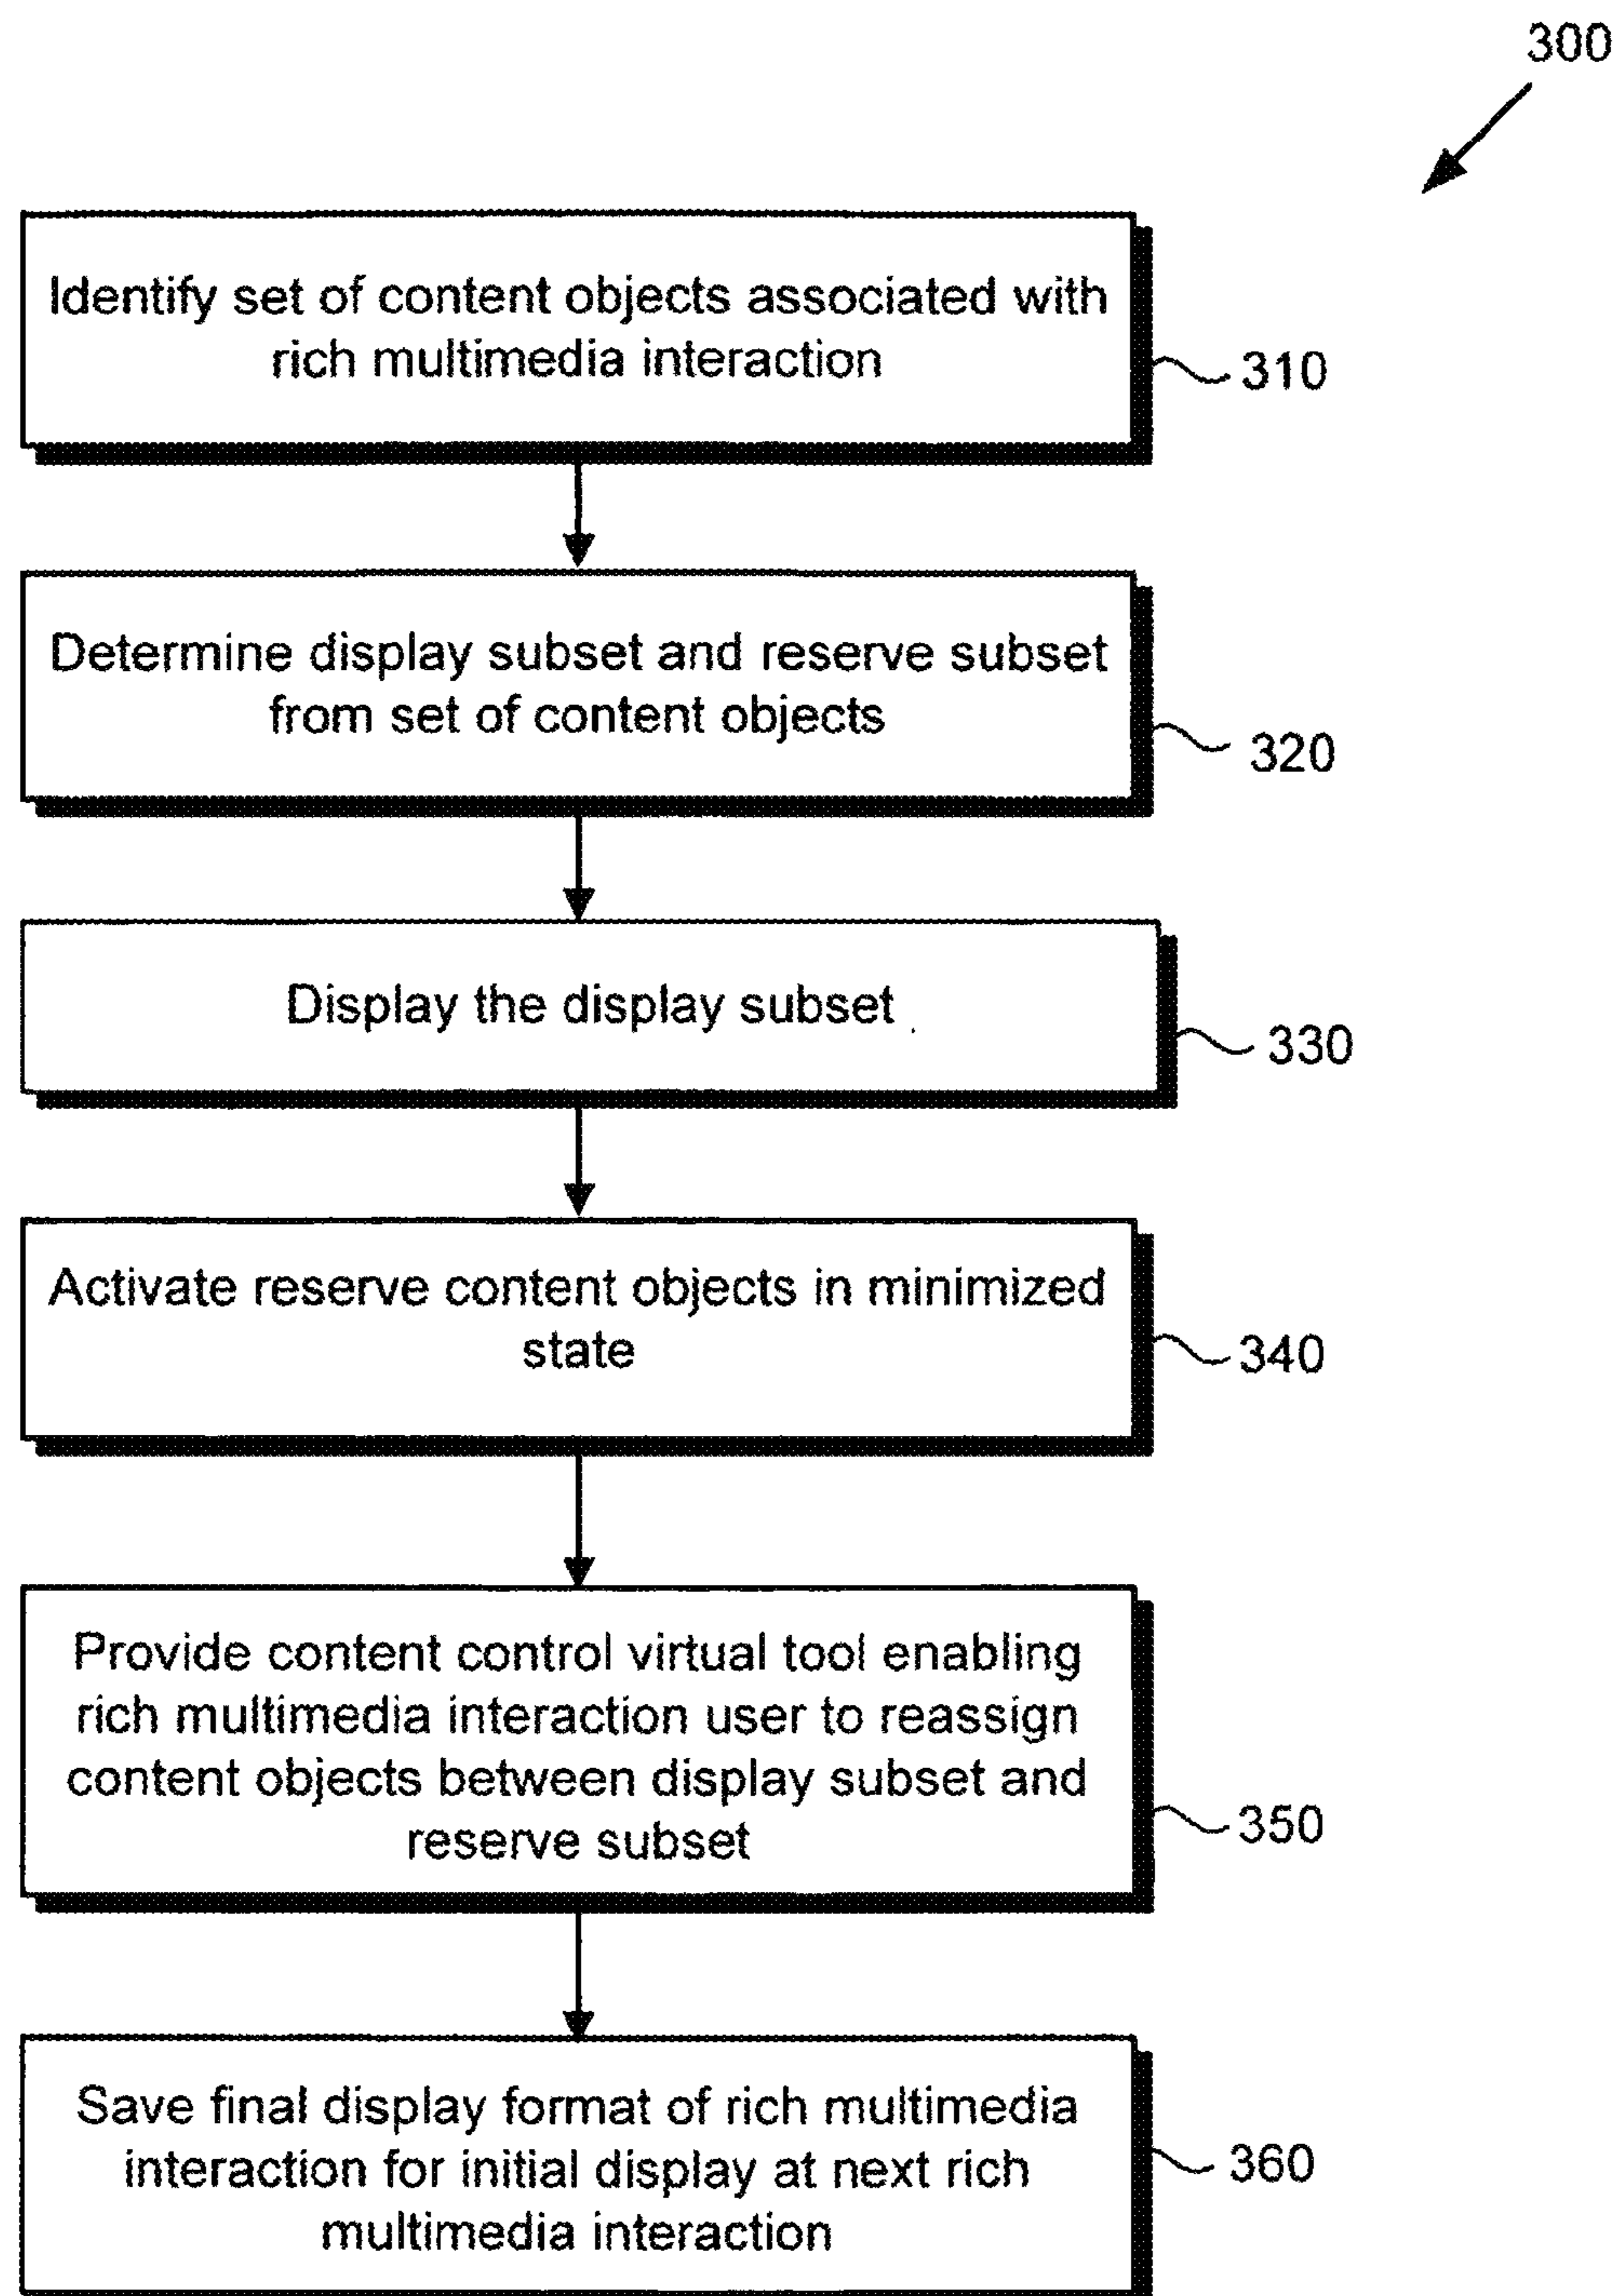 300
Identify set of content objects associated with
rich multimedia interaction
310
Determine display subset and reserve subset
from set of content objects
320
Display the display subset
330
Activate reserve content objects in minimized
state
340
Provide content control virtual tool enabling
rich multimedia interaction user to reassign
content objects between display subset and
reserve subset
350
Save final display format of rich multimedia
interaction for initial display at next rich
multimedia interaction
360